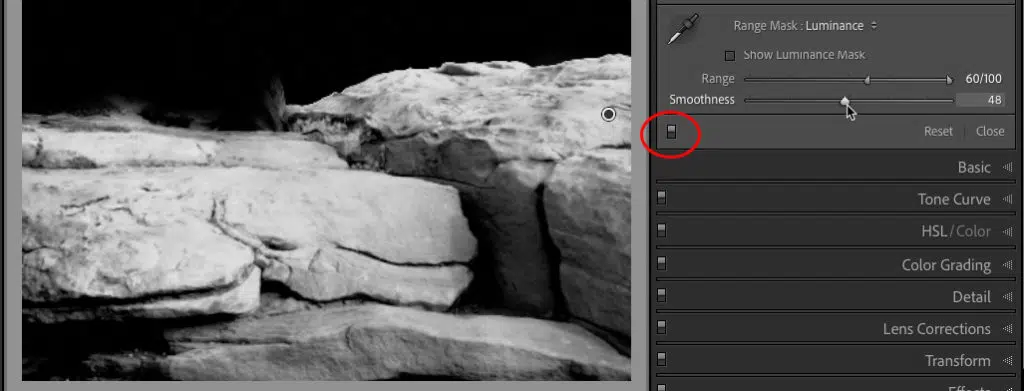 Range Mask : Luminance
Show Luminance Mask
Range 60/100
Smoothness 48
Reset Close
Basic
Tone Curve
HSL / Color
Color Grading
Detail
Lens Corrections
Transform
Effects